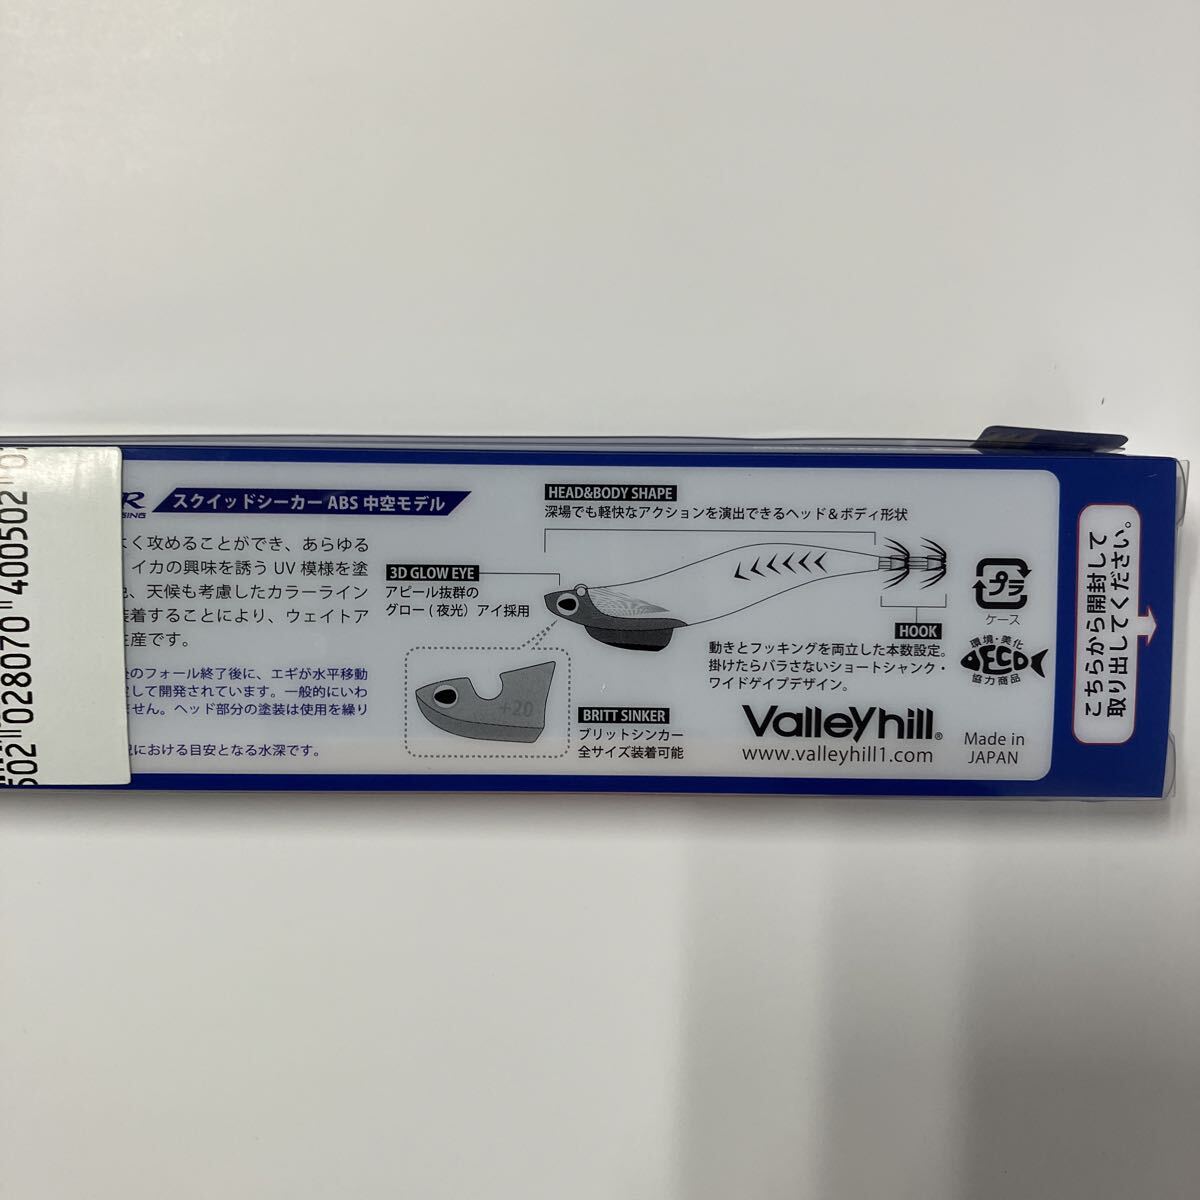 スクイッドシーカー ABS 中空モデル
く攻めることができ、あらゆる
イカの興味を誘う UV 模様を塗
、天候も考慮したカラーライン
着することにより、ウェイトア
産です。
のフォール終了後に、エギが水平移動
して開発されています。一般的にいわ
ません。ヘッド部分の塗装は使用を繰り
における目安となる水深です。
HEAD&BODY SHAPE
深場でも軽快なアクションを演出できるヘッド＆ボディ形状
3D GLOW EYE
アピール抜群の
グロー ( 夜光 ) アイ採用
+20
BRITT SINKER
ブリットシンカー
全サイズ装着可能
HOOK
動きとフッキングを両立した本数設定。
掛けたらバラさないショートシャンク・
ワイドゲイプデザイン。
ValleYhill®
www.valleyhill1.com
プラ
ケース
環境・美化
ECO
協力商品
Made in
JAPAN
こちらから開封して
取り出してください。
028070 400502